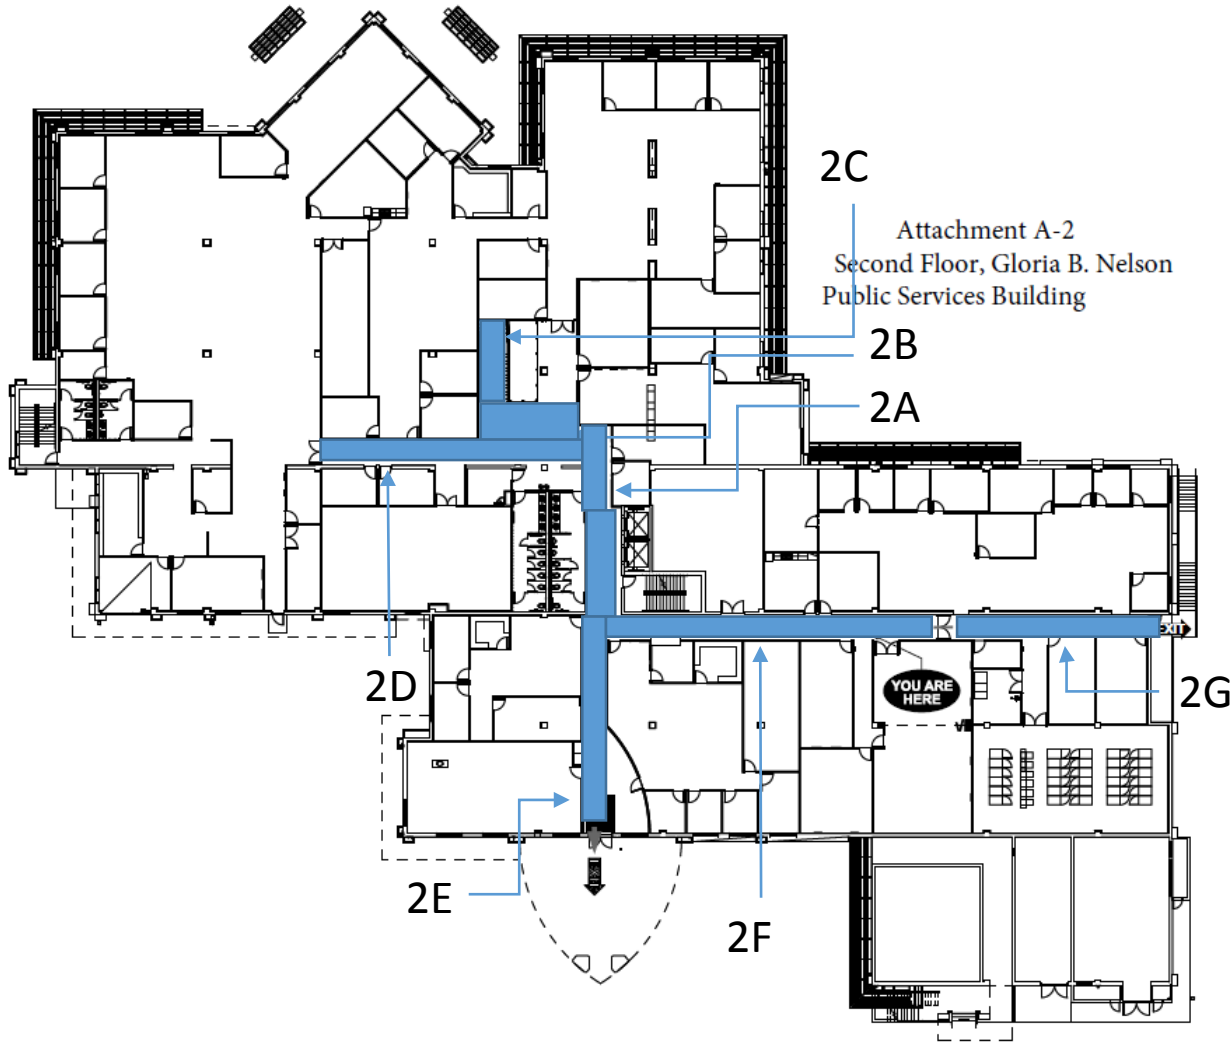 2C
Attachment A-2
Second Floor, Gloria B. Nelson
Public Services Building
2B
2A
EXIT
2D
YOU ARE
HERE
2G
2E
2F